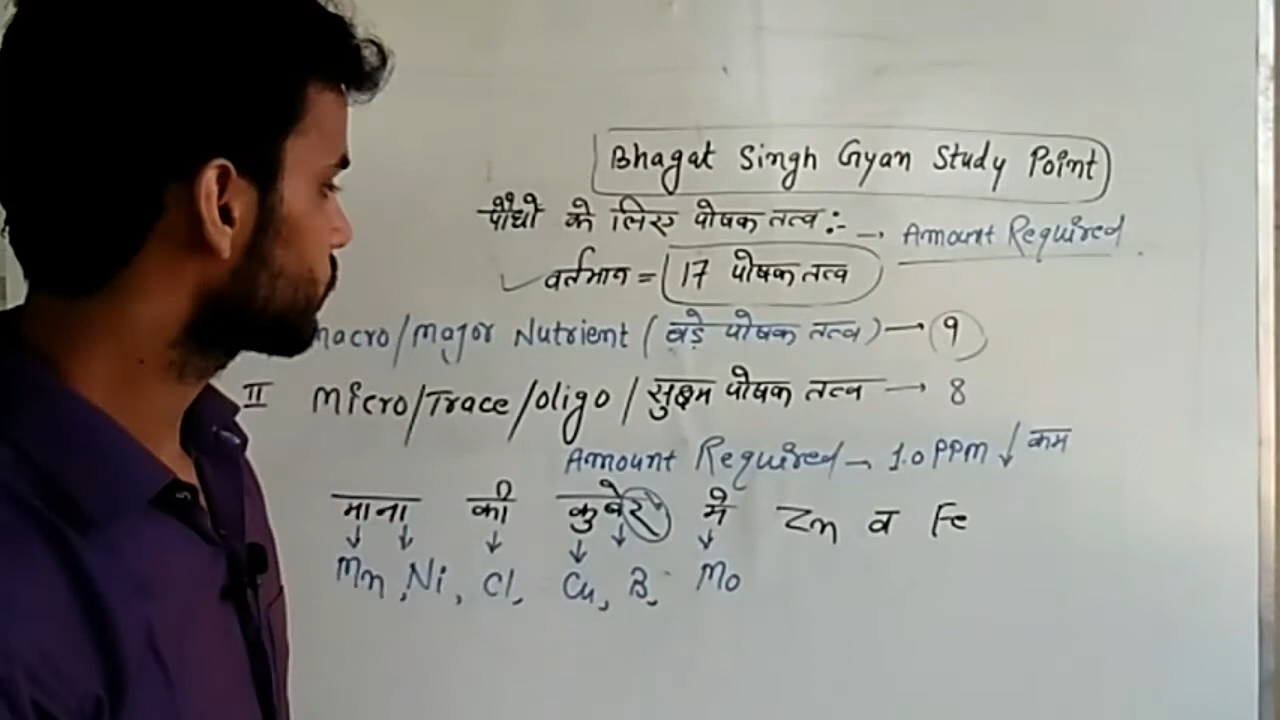 Bhagat Singh Gyan Study Point
पौधों के लिए पोषक तत्व :- → Amount Required
✓ वर्तमान = 17 पोषक तत्व
macro/major Nutrient (बड़े पोषक तत्व) → 9
II Micro/Trace/oligo/सुक्ष्म पोषक तत्व → 8
Amount Required → 1.0 PPM ↓ कम
माना की कुबेर में Zn व Fe
↓ ↓ ↓ ↓ ↓ ↓
Mn, Ni, Cl, Cu, B, Mo